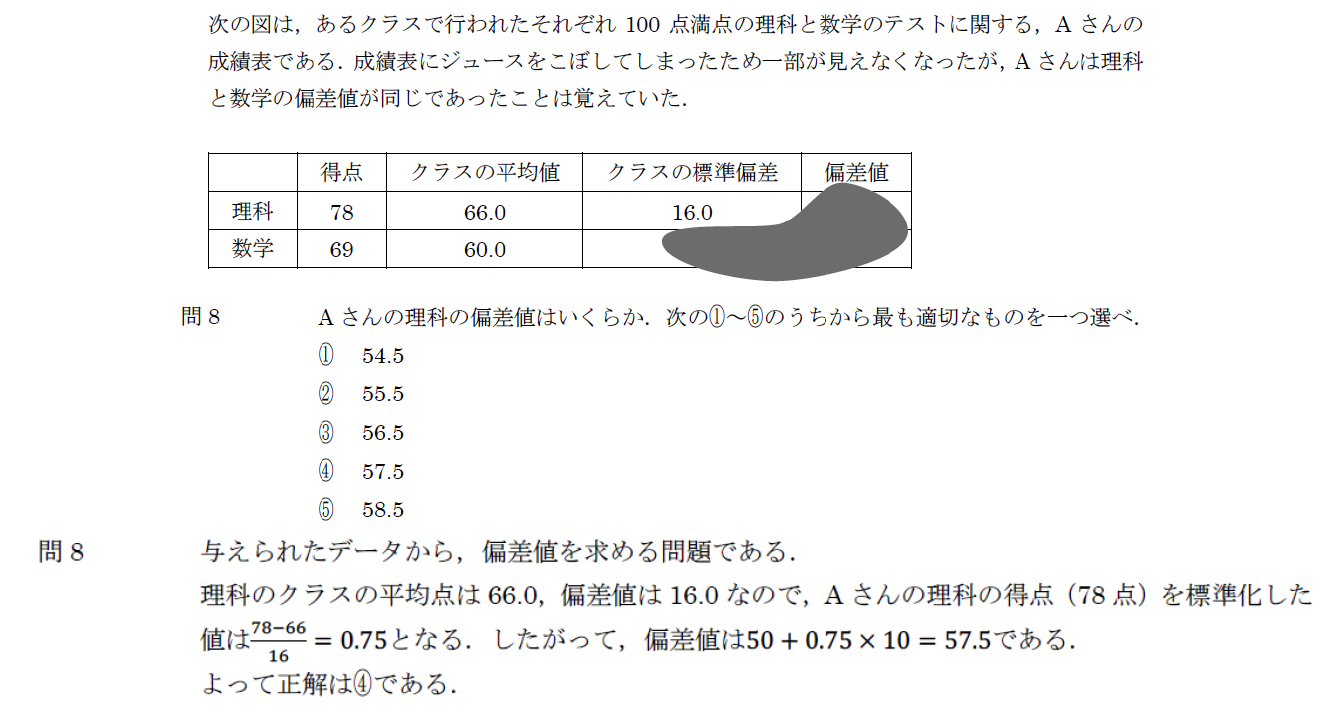 次の図は，あるクラスで行われたそれぞれ 100 点満点の理科と数学のテストに関する，A さんの
成績表である．成績表にジュースをこぼしてしまったため一部が見えなくなったが，A さんは理科
と数学の偏差値が同じであったことは覚えていた．
得点 クラスの平均値 クラスの標準偏差 偏差値
理科 78 66.0 16.0
数学 69 60.0
問 8 A さんの理科の偏差値はいくらか．次の①～⑤のうちから最も適切なものを一つ選べ．
① 54.5
② 55.5
③ 56.5
④ 57.5
⑤ 58.5
問 8 与えられたデータから，偏差値を求める問題である．
理科のクラスの平均点は 66.0，偏差値は 16.0 なので，A さんの理科の得点（78 点）を標準化した
値は(78−66)/16 = 0.75となる．したがって，偏差値は50 + 0.75 × 10 = 57.5である．
よって正解は④である．